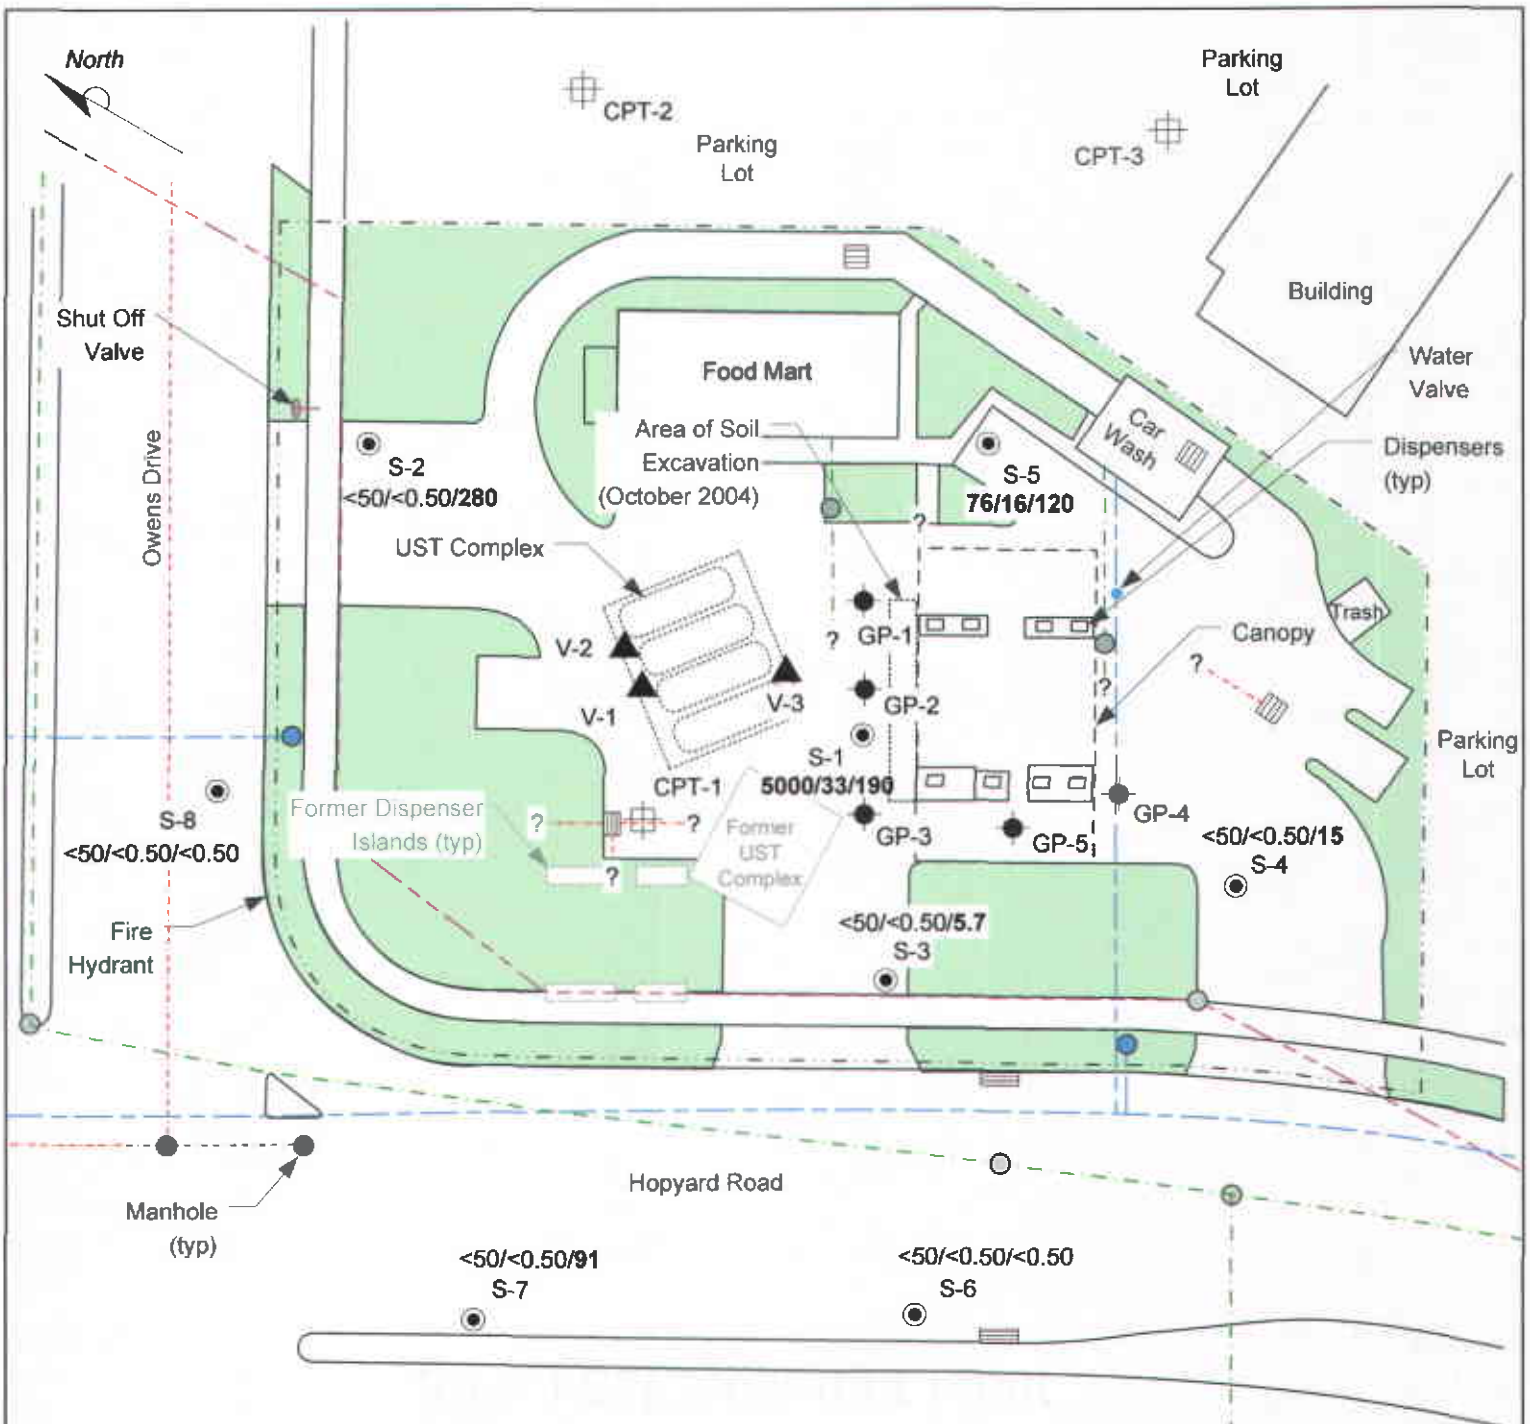 North
Parking
Lot
CPT-2
Parking
Lot
CPT-3
Building
Shut Off
Valve
Food Mart
Water
Valve
Car
Wash
Area of Soil
Excavation
(October 2004)
Dispensers
(typ)
Owens Drive
S-2
<50/<0.50/280
S-5
76/16/120
?
UST Complex
Trash
GP-1
?
Canopy
V-2
?
?
V-3
GP-2
V-1
Parking
Lot
S-1
5000/33/190
CPT-1
Former Dispenser
Islands (typ)
?
?
?
Former
UST
Complex
GP-3
GP-5
GP-4
<50/<0.50/15
S-4
S-8
<50/<0.50/<0.50
<50/<0.50/5.7
S-3
Fire
Hydrant
Hopyard Road
Manhole
(typ)
<50/<0.50/91
S-7
<50/<0.50/<0.50
S-6